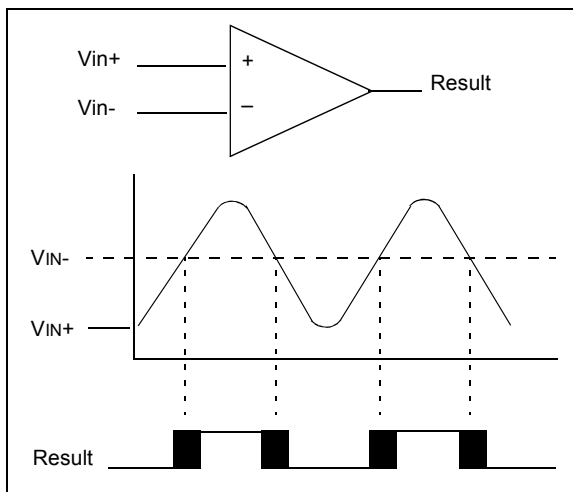 Vin+
+
Result
Vin-
–
VIN-
VIN+
Result